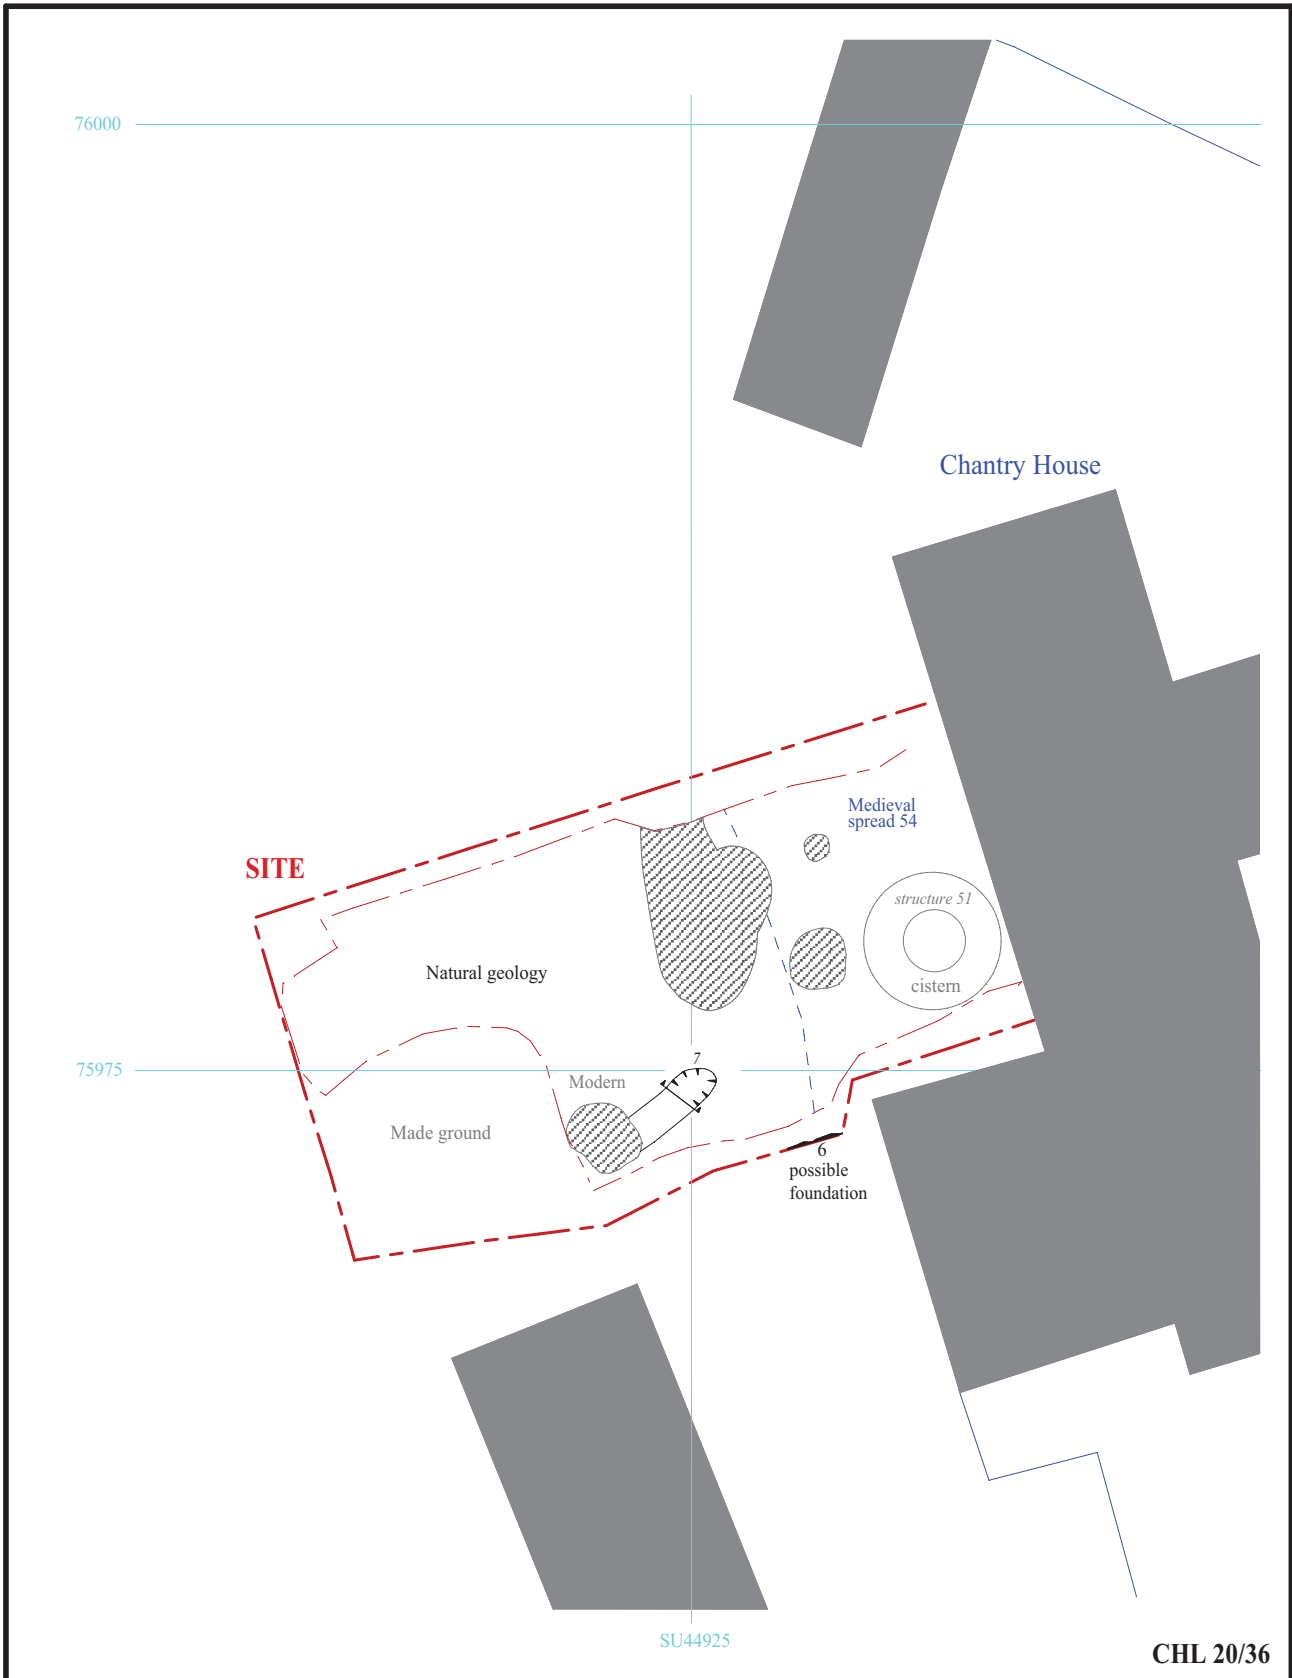 76000
Chantry House
Medieval
spread 54
SITE
structure 51
Natural geology
cistern
7
75975
Modern
Made ground
6
possible
foundation
SU44925
CHL 20/36